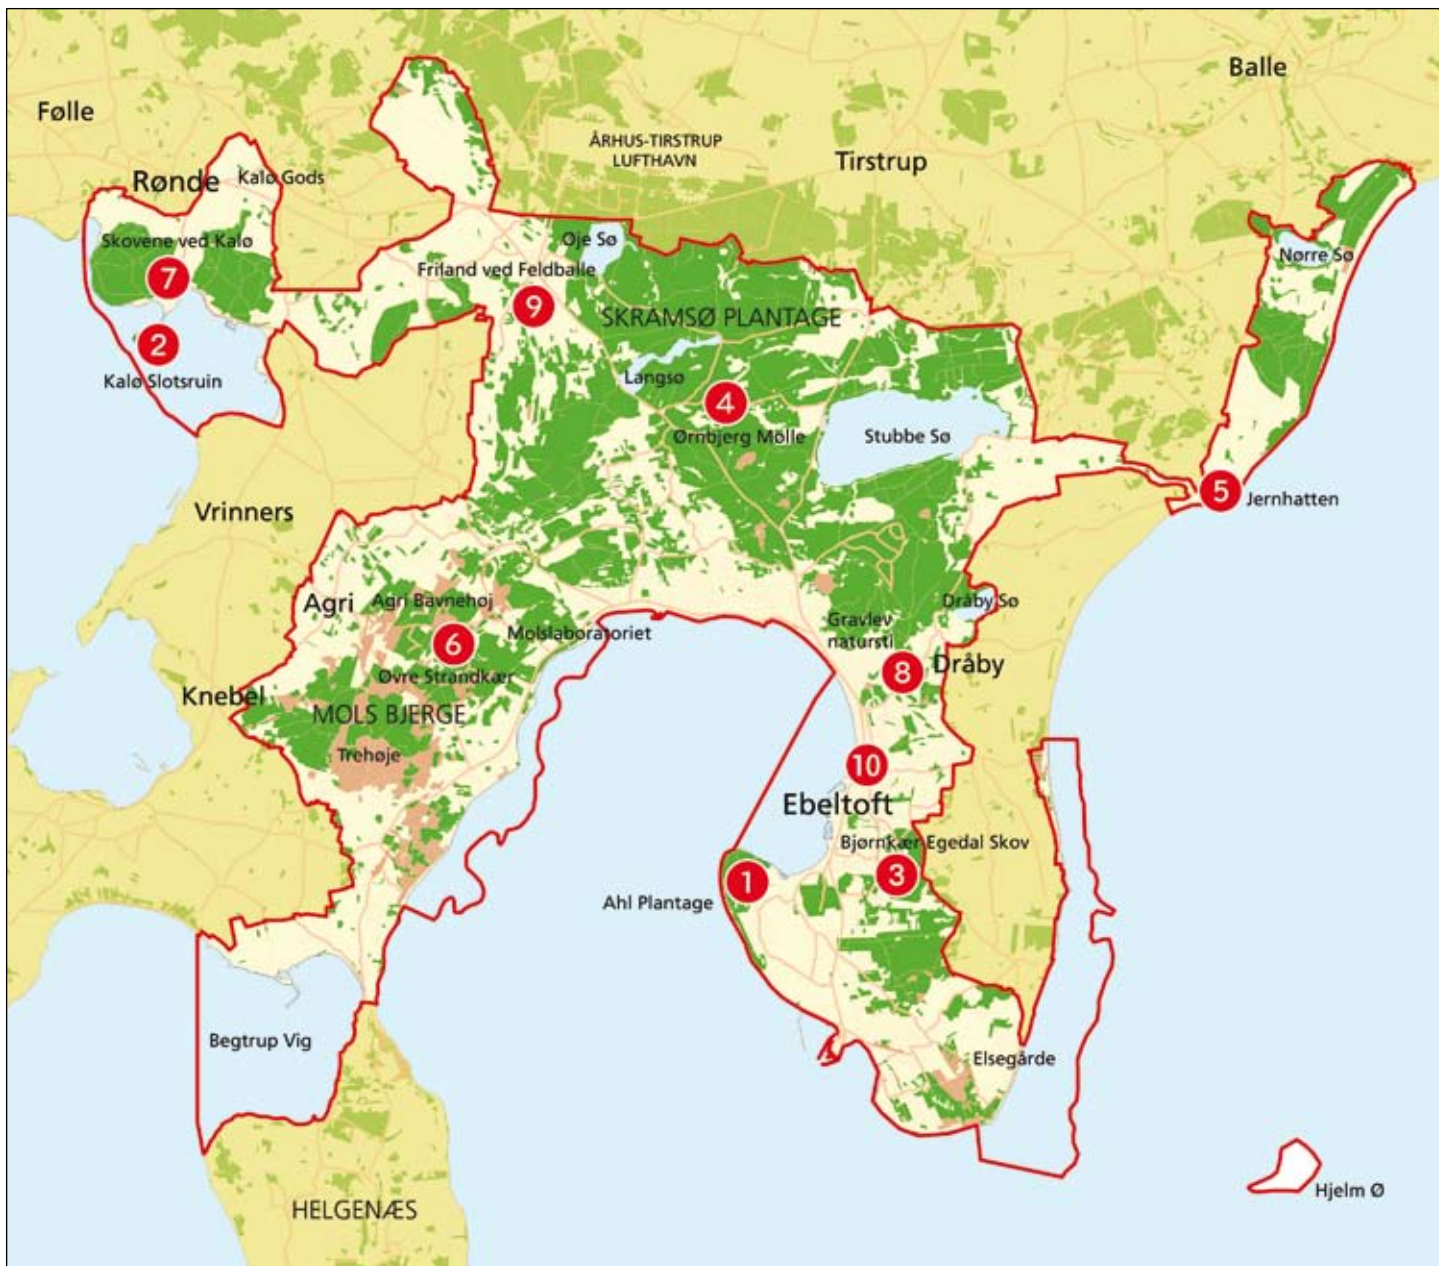 Balle
Følle
ÅRHUS-TIRSTRUP
LUFTHAVN
Tirstrup
Rønde
Kalø Gods
Skovene ved Kalø
Oje Sø
Nørre Sø
Friland ved Feldballe
7
9
SKRAMSØ PLANTAGE
2
Kalø Slotsruin
Langsø
4
Ørnbjerg Mølle
Stubbe Sø
5
Jernhatten
Vrinners
Agri
Agri Bavnehøj
Dråby Sø
Gravlev
natursti
Molslaboratoriet
6
Øvre Strandkær
8
Dråby
Knebel
MOLS BJERGE
Trehøje
10
Ebeltoft
Bjørnkær Egedal Skov
1
3
Ahl Plantage
Begtrup Vig
Elsegårde
Hjelm Ø
HELGENÆS